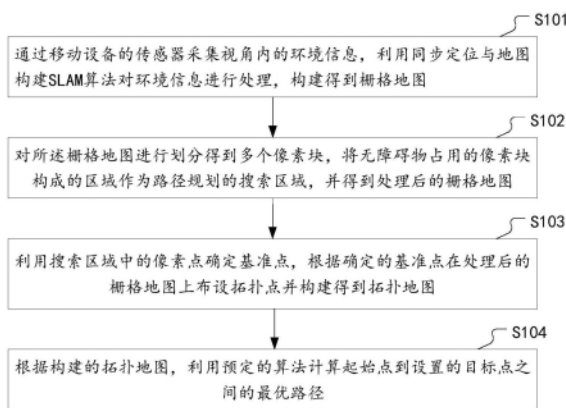 S101
通过移动设备的传感器采集视角内的环境信息，利用同步定位与地图
构建SLAM算法对环境信息进行处理，构建得到栅格地图
S102
对所述栅格地图进行划分得到多个像素块，将无障碍物占用的像素块
构成的区域作为路径规划的搜索区域，并得到处理后的栅格地图
S103
利用搜索区域中的像素点确定基准点，根据确定的基准点在处理后的
栅格地图上布设拓扑点并构建得到拓扑地图
S104
根据构建的拓扑地图，利用预定的算法计算起始点到设置的目标点之
间的最优路径